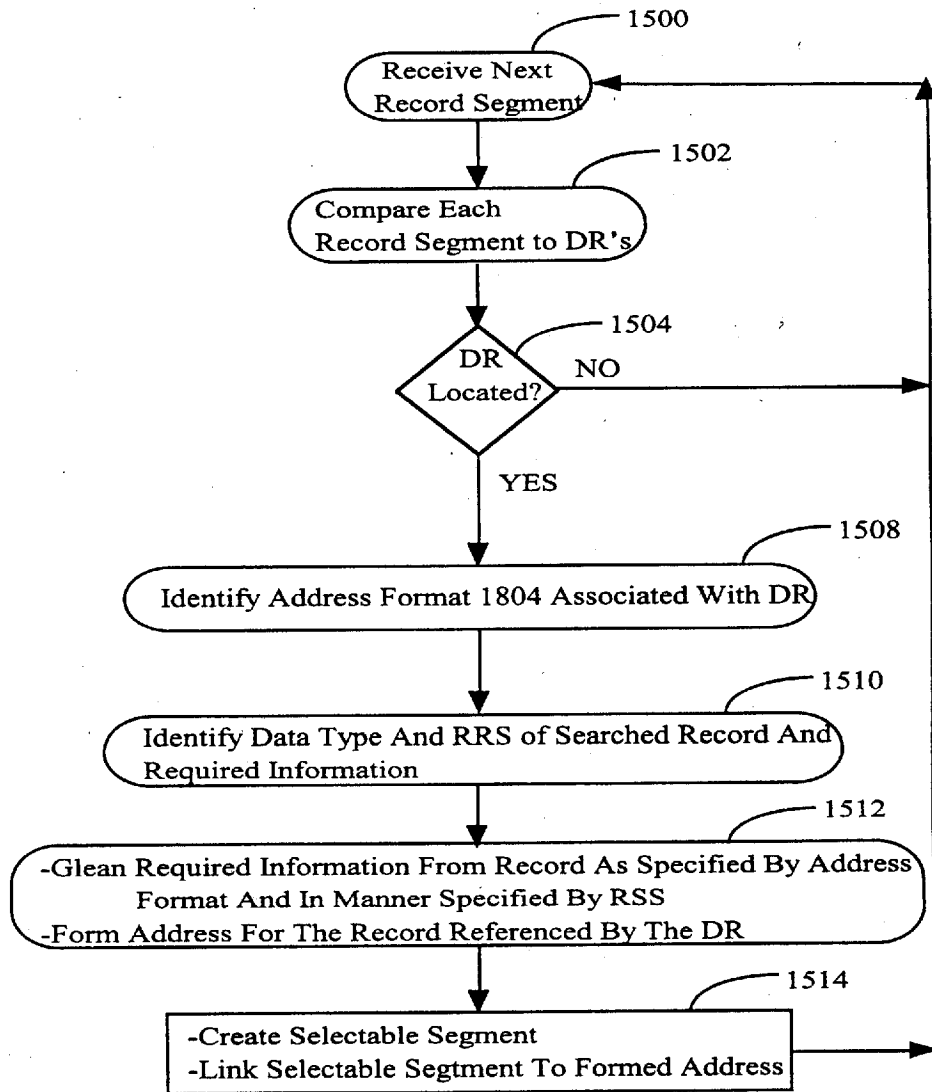 1500
Receive Next
Record Segment
1502
Compare Each
Record Segment to DR's
1504
DR
Located?
NO
YES
1508
Identify Address Format 1804 Associated With DR
1510
Identify Data Type And RRS of Searched Record And
Required Information
1512
-Glean Required Information From Record As Specified By Address
Format And In Manner Specified By RSS
-Form Address For The Record Referenced By The DR
1514
-Create Selectable Segment
-Link Selectable Segtment To Formed Address